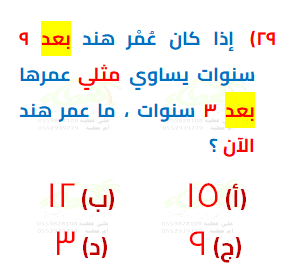 ٢٩) إذا كان عُمْر هند بعد ٩
سنوات يساوي مثلي عمرها
بعد ٣ سنوات ، ما عمر هند
الآن ؟
(أ) ١٥ (ب) ١٢
(ج) ٩ (د) ٣